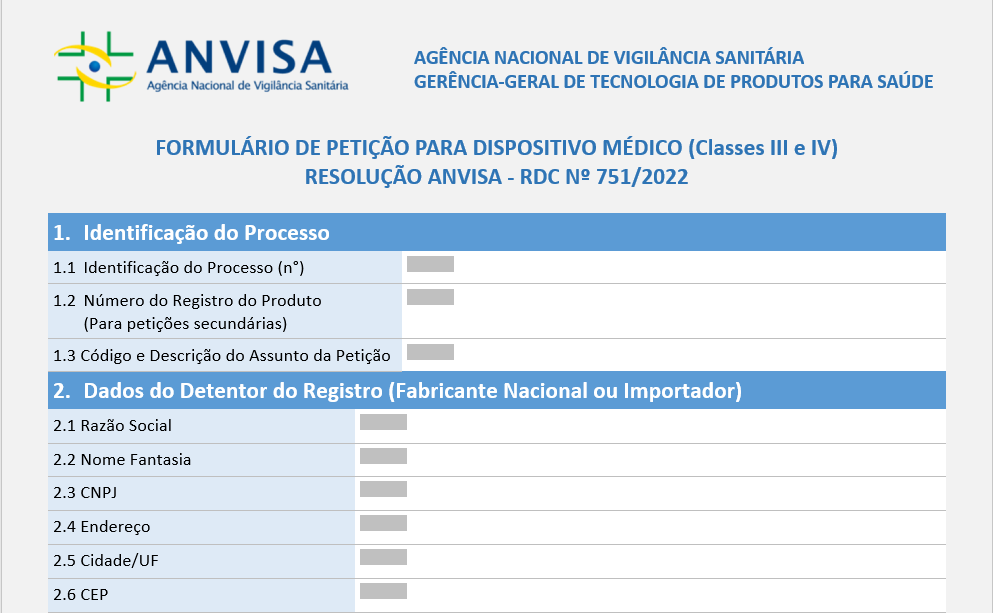 ANVISA
Agência Nacional de Vigilância Sanitária
AGÊNCIA NACIONAL DE VIGILÂNCIA SANITÁRIA
GERÊNCIA-GERAL DE TECNOLOGIA DE PRODUTOS PARA SAÚDE
FORMULÁRIO DE PETIÇÃO PARA DISPOSITIVO MÉDICO (Classes III e IV)
RESOLUÇÃO ANVISA - RDC Nº 751/2022
1. Identificação do Processo
1.1 Identificação do Processo (n°)
1.2 Número do Registro do Produto
(Para petições secundárias)
1.3 Código e Descrição do Assunto da Petição
2. Dados do Detentor do Registro (Fabricante Nacional ou Importador)
2.1 Razão Social
2.2 Nome Fantasia
2.3 CNPJ
2.4 Endereço
2.5 Cidade/UF
2.6 CEP